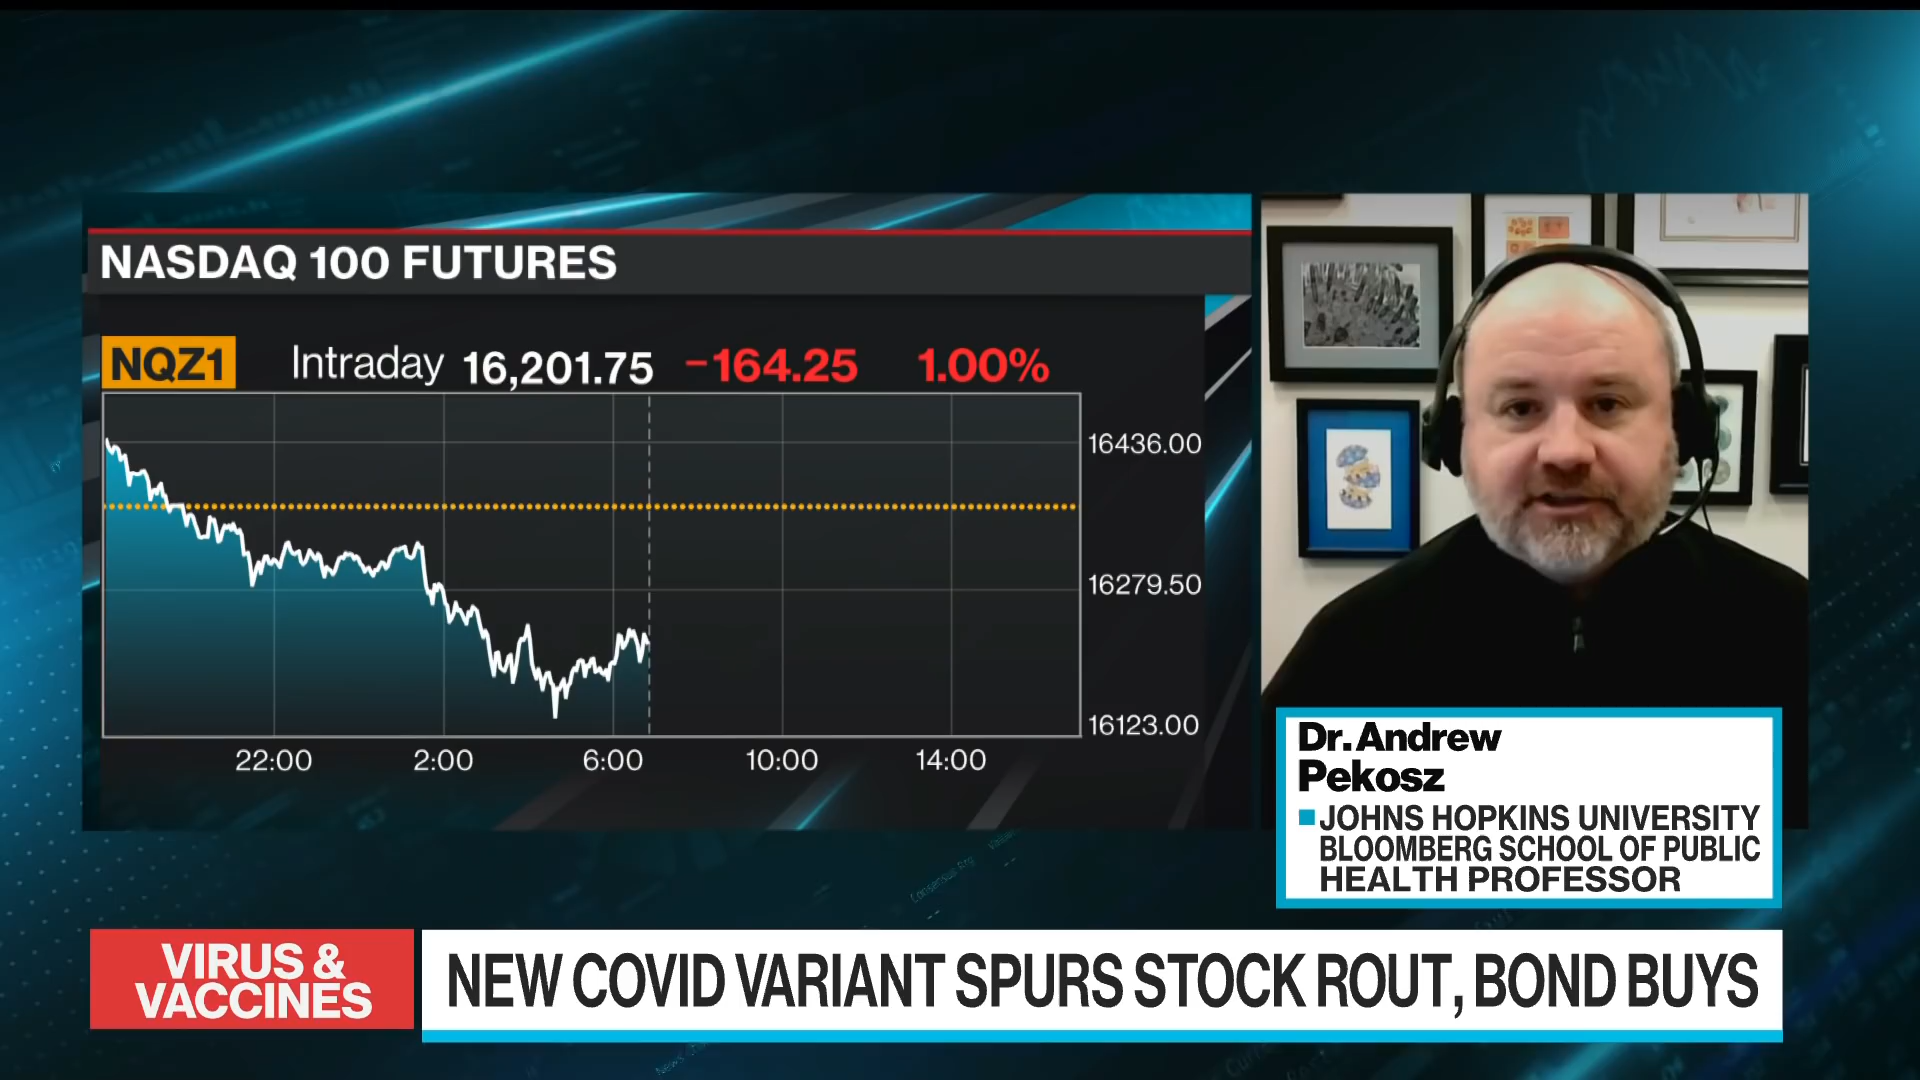 NASDAQ 100 FUTURES
NQZ1 Intraday 16,201.75 -164.25 1.00%
16436.00
16279.50
16123.00
22:00 2:00 6:00 10:00 14:00
Dr. Andrew
Pekosz
JOHNS HOPKINS UNIVERSITY
BLOOMBERG SCHOOL OF PUBLIC
HEALTH PROFESSOR
VIRUS &
VACCINES
NEW COVID VARIANT SPURS STOCK ROUT, BOND BUYS